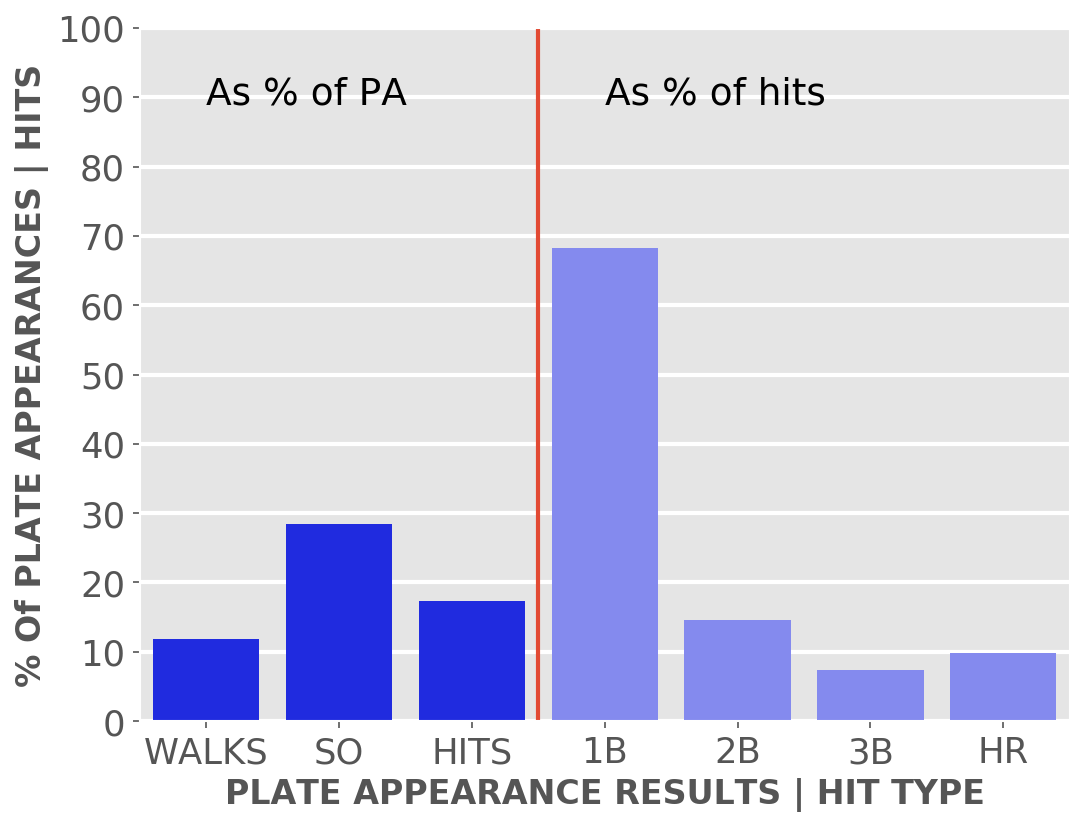 % Of PLATE APPEARANCES | HITS
100
90
80
70
60
50
40
30
20
10
0
As % of PA
As % of hits
WALKS SO HITS 1B 2B 3B HR
PLATE APPEARANCE RESULTS | HIT TYPE